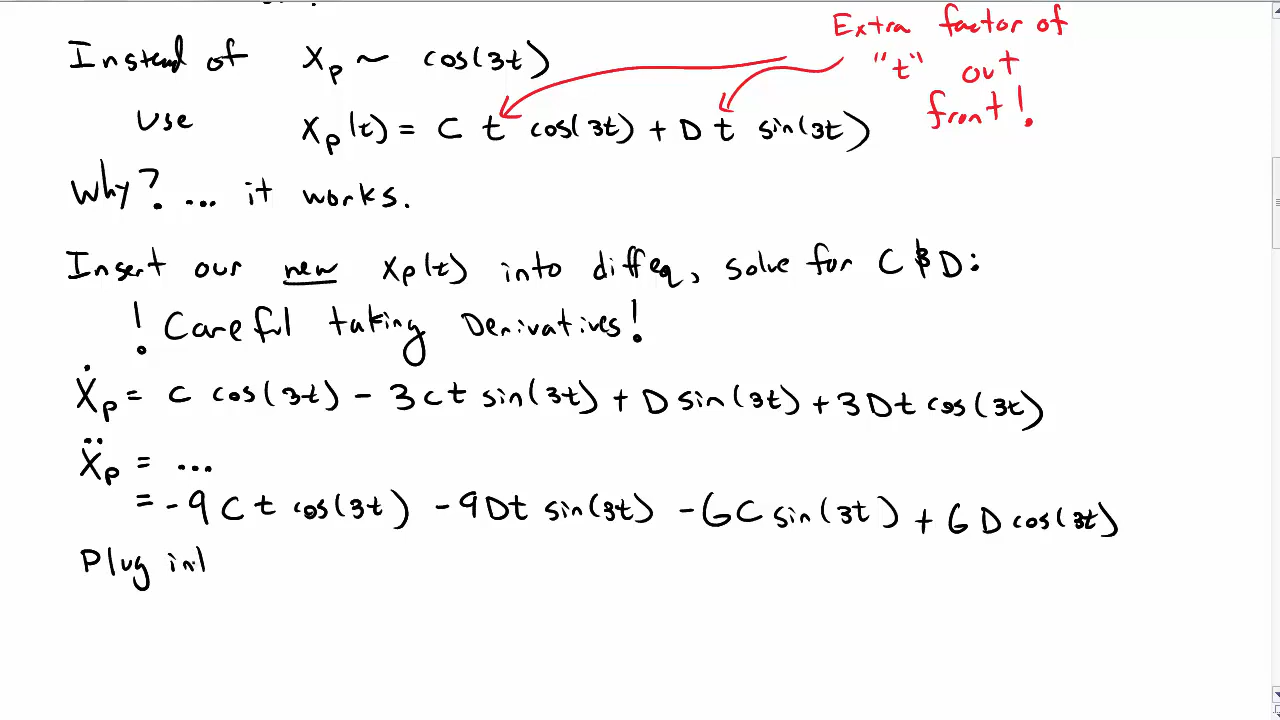 Instead of Xp ~ cos(3t)
Extra factor of
"t" out
front!
Use Xp(t) = C t cos(3t) + D t sin(3t)
Why? ... it works.
Insert our new Xp(t) into diffeq, solve for C & D:
! Careful taking Derivatives!
Ẋp = C cos(3t) - 3Ct sin(3t) + D sin(3t) + 3Dt cos(3t)
Ẍp = ...
= -9Ct cos(3t) - 9Dt sin(3t) - 6C sin(3t) + 6D cos(3t)
Plug int